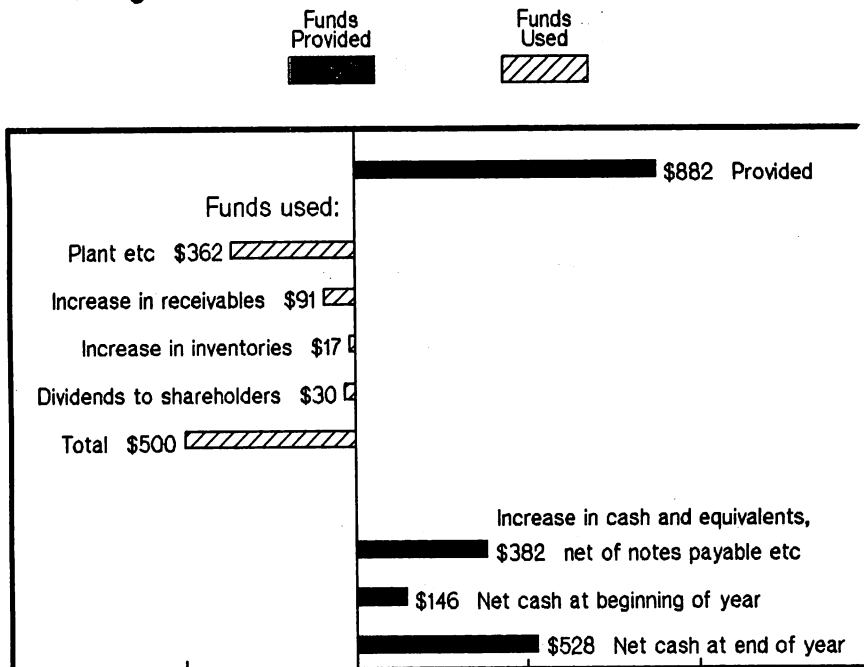 Funds Provided
Funds Used
$882 Provided
Funds used:
Plant etc $362
Increase in receivables $91
Increase in inventories $17
Dividends to shareholders $30
Total $500
Increase in cash and equivalents,
$382 net of notes payable etc
$146 Net cash at beginning of year
$528 Net cash at end of year